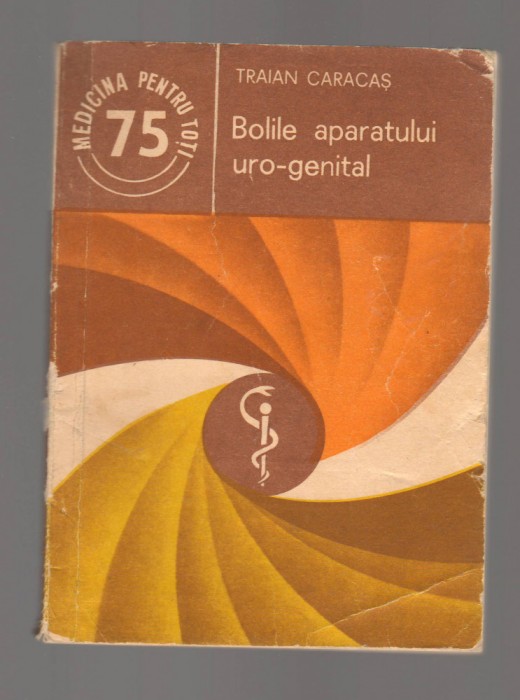 MEDICINA PENTRU TOȚI
75
TRAIAN CARACAȘ
Bolile aparatului
uro-genital